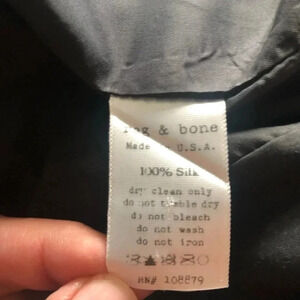 rag & bone
Made in U.S.A.
100% Silk
dry clean only
do not tumble dry
do not bleach
do not wash
do not iron
RN# 108879